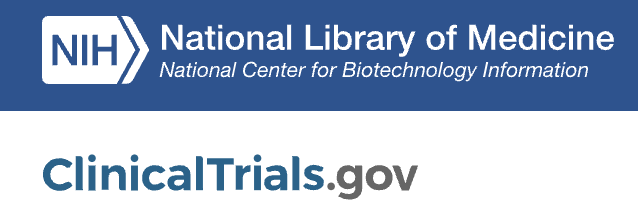 NIH National Library of Medicine
National Center for Biotechnology Information
ClinicalTrials.gov